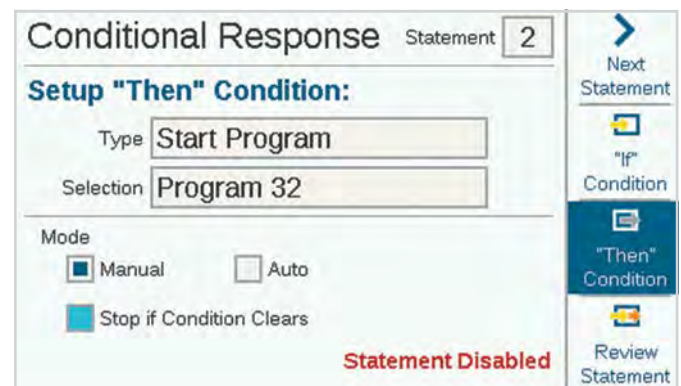 Conditional Response Statement 2
Setup "Then" Condition:
Type Start Program
Selection Program 32
Mode
Manual Auto
Stop if Condition Clears
Statement Disabled
Next
Statement
"If"
Condition
"Then"
Condition
Review
Statement